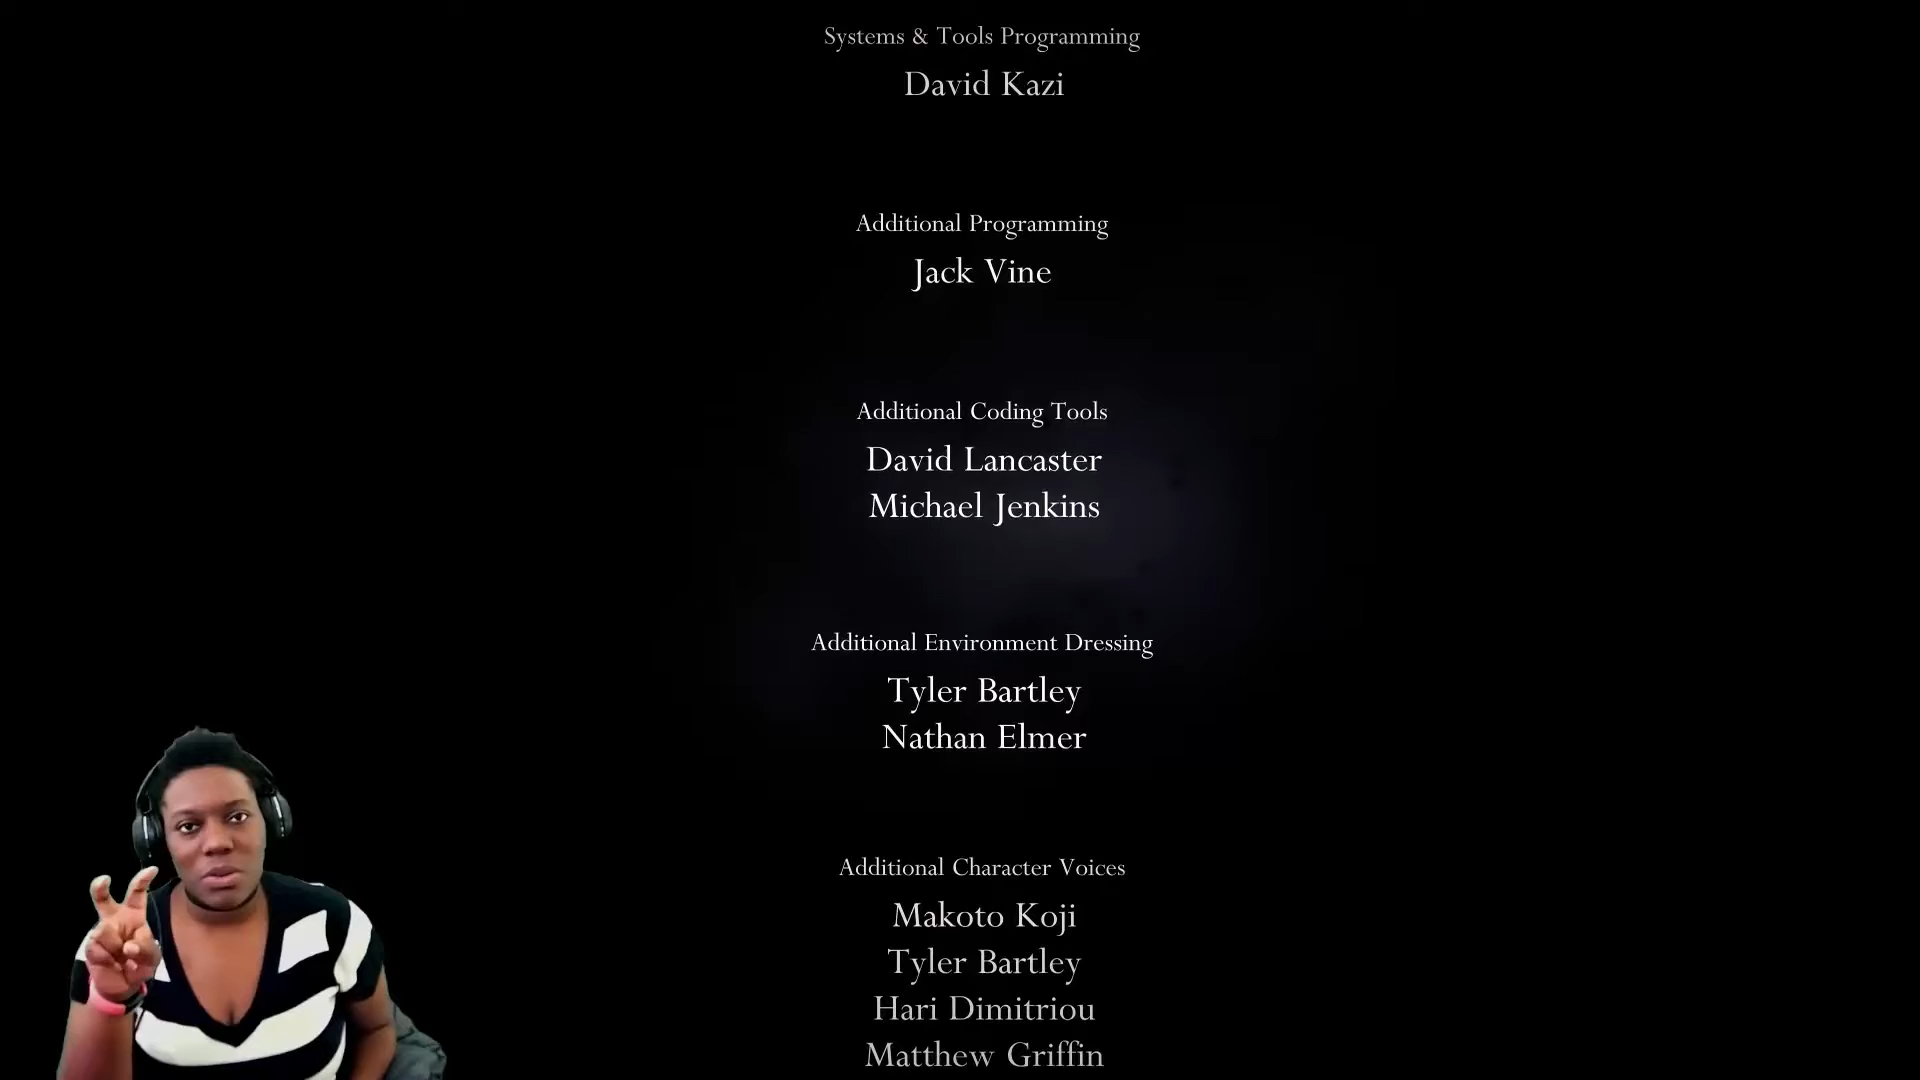 Systems & Tools Programming
David Kazi
Additional Programming
Jack Vine
Additional Coding Tools
David Lancaster
Michael Jenkins
Additional Environment Dressing
Tyler Bartley
Nathan Elmer
Additional Character Voices
Makoto Koji
Tyler Bartley
Hari Dimitriou
Matthew Griffin